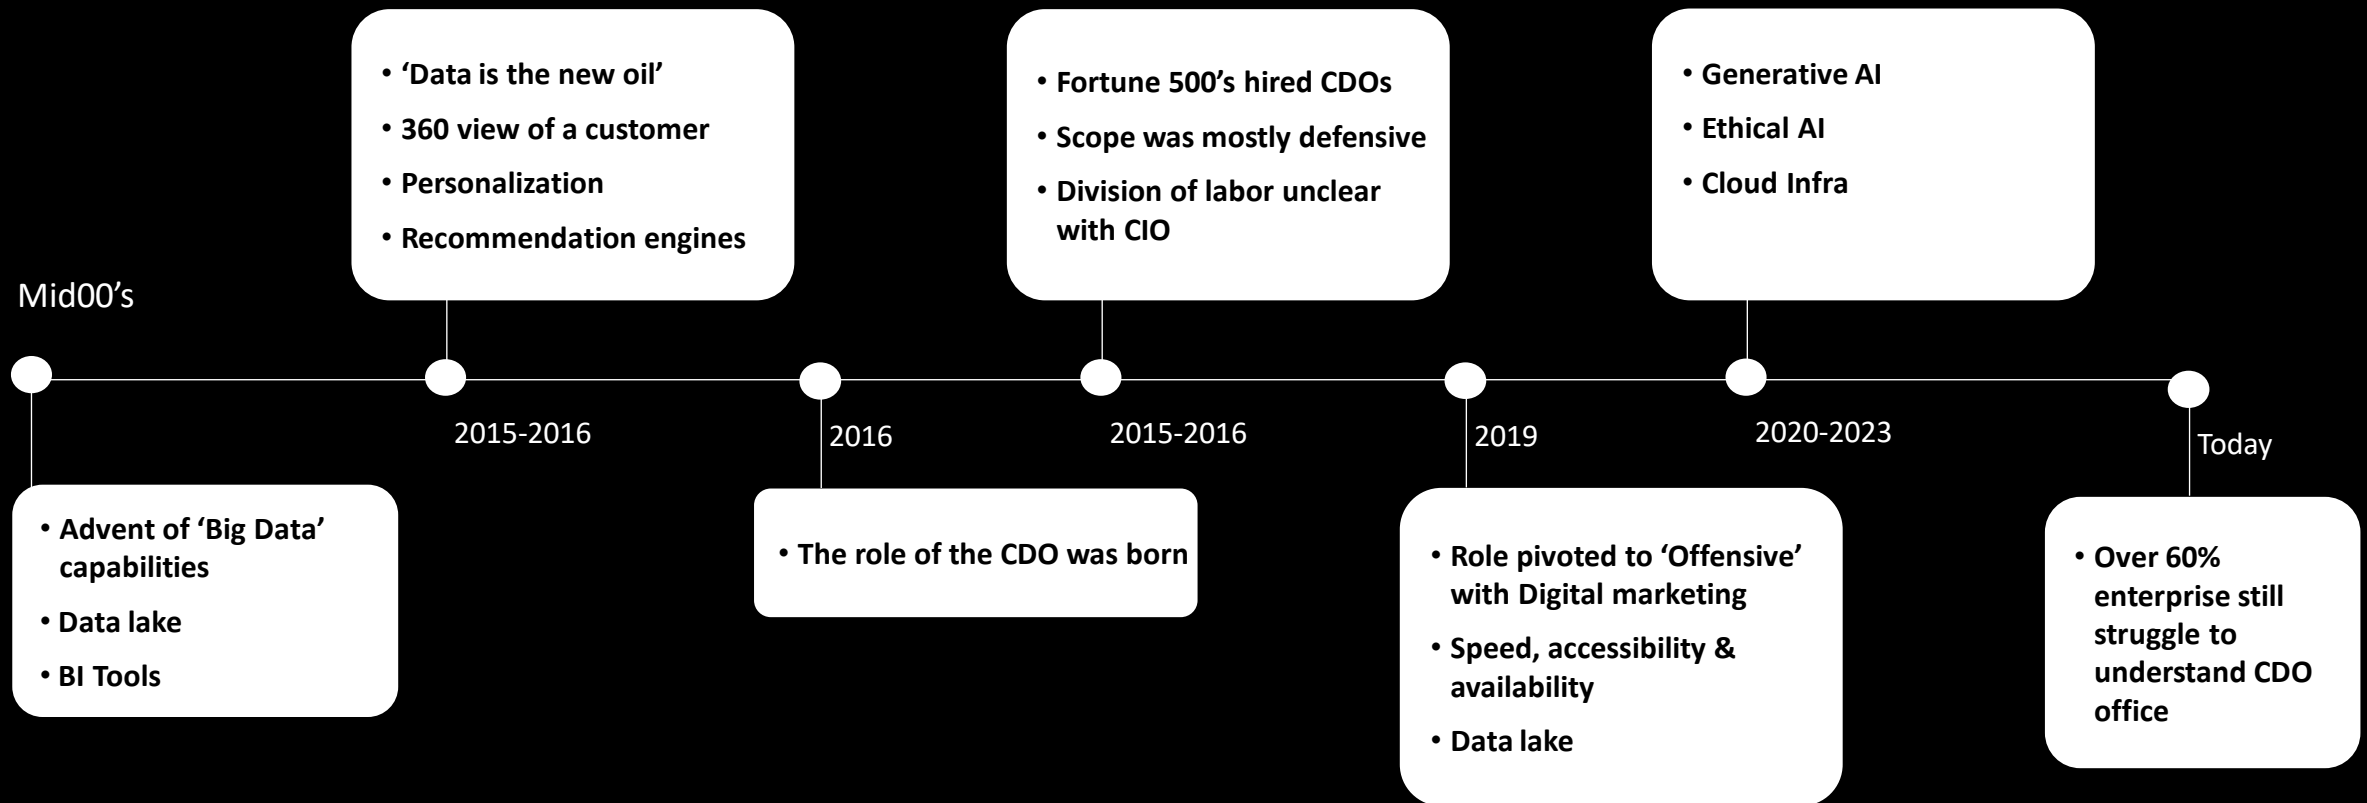 Mid00's
• Advent of ‘Big Data’
capabilities
• Data lake
• BI Tools
• ‘Data is the new oil’
• 360 view of a customer
• Personalization
• Recommendation engines
2015-2016
2016
• The role of the CDO was born
• Fortune 500’s hired CDOs
• Scope was mostly defensive
• Division of labor unclear
with CIO
2015-2016
2019
• Role pivoted to ‘Offensive’
with Digital marketing
• Speed, accessibility &
availability
• Data lake
• Generative AI
• Ethical AI
• Cloud Infra
2020-2023
Today
• Over 60%
enterprise still
struggle to
understand CDO
office